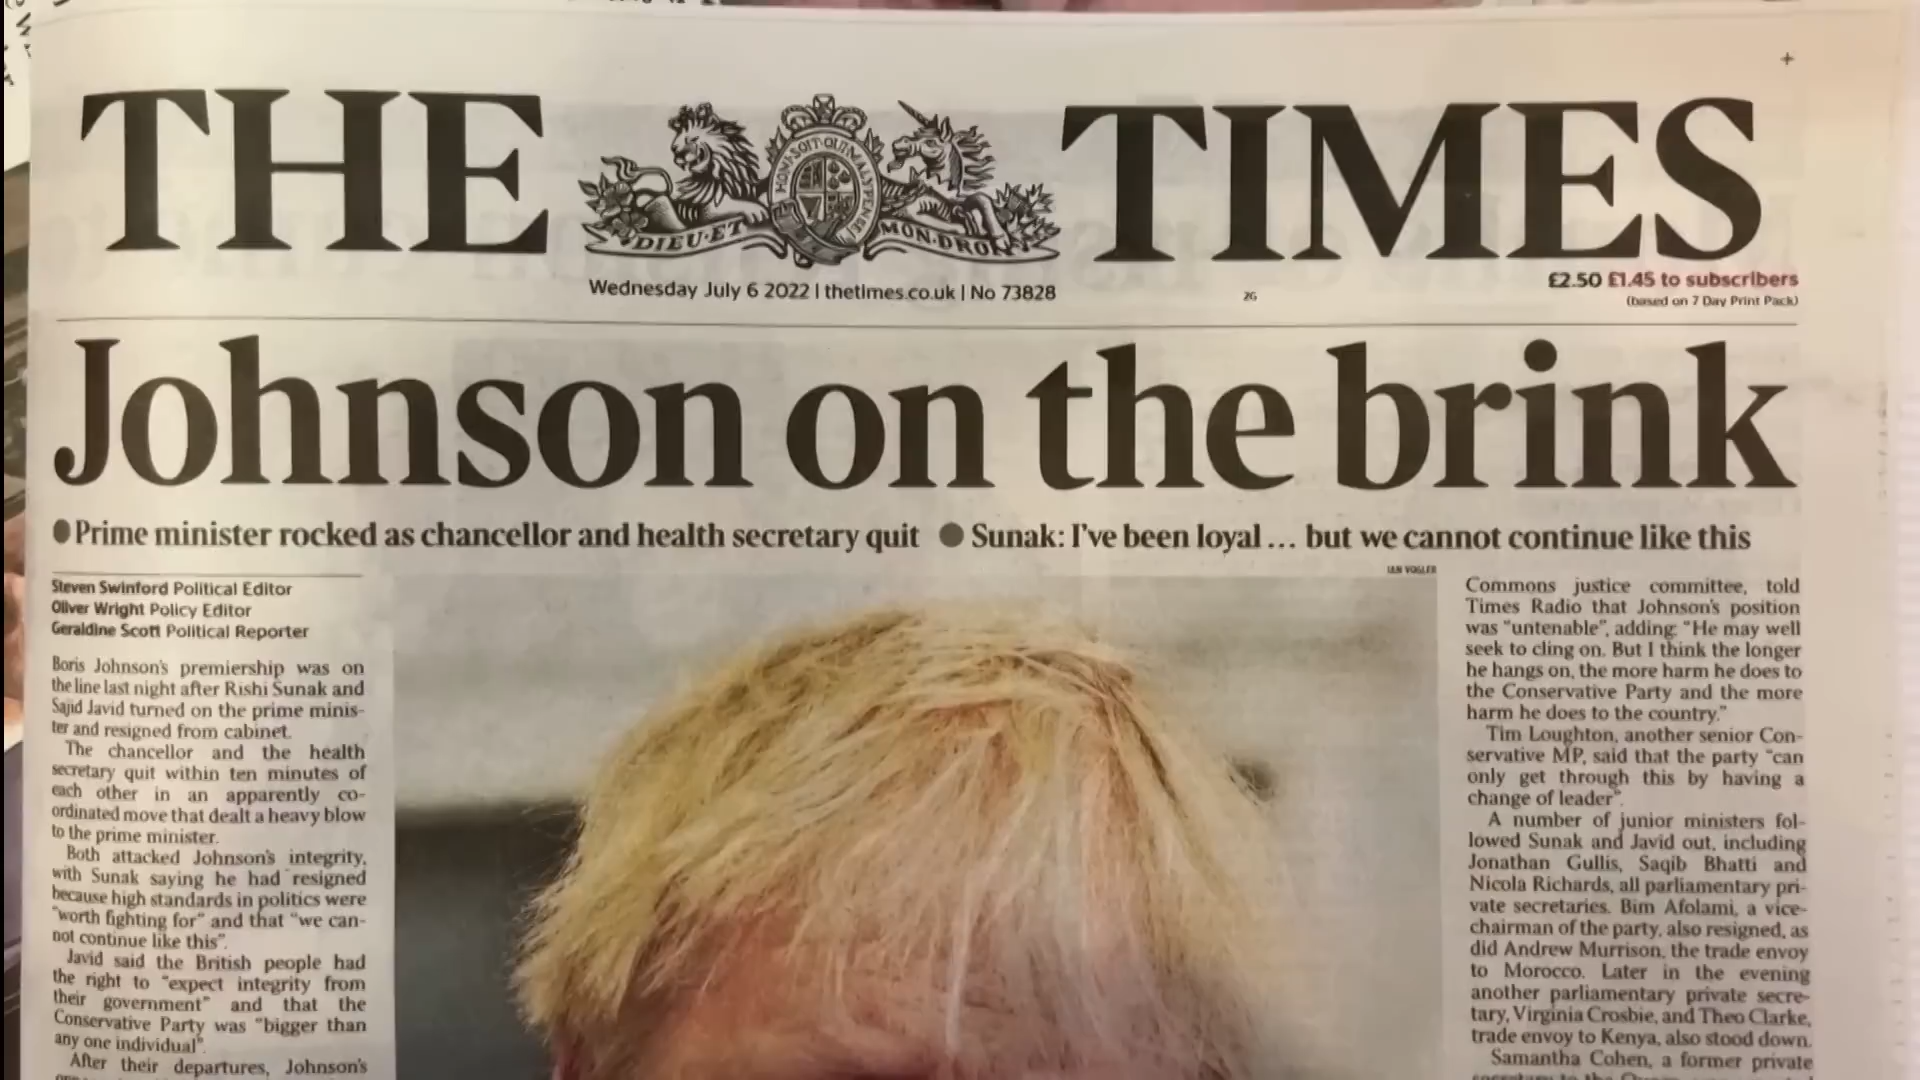 THE TIMES
HONI·SOIT·QUI·MAL·Y·PENSE
DIEU·ET MON·DROI
Wednesday July 6 2022 | thetimes.co.uk | No 73828
2G
£2.50 £1.45 to subscribers
(based on 7 Day Print Pack)
Johnson on the brink
●Prime minister rocked as chancellor and health secretary quit ● Sunak: I've been loyal ... but we cannot continue like this
IAN VOGLER
Steven Swinford Political Editor
Oliver Wright Policy Editor
Geraldine Scott Political Reporter
Boris Johnson's premiership was on
the line last night after Rishi Sunak and
Sajid Javid turned on the prime minis-
ter and resigned from cabinet.
The chancellor and the health
secretary quit within ten minutes of
each other in an apparently co-
ordinated move that dealt a heavy blow
to the prime minister.
Both attacked Johnson's integrity,
with Sunak saying he had resigned
because high standards in politics were
"worth fighting for" and that "we can-
not continue like this".
Javid said the British people had
the right to "expect integrity from
their government" and that the
Conservative Party was "bigger than
any one individual".
After their departures, Johnson's
Commons justice committee, told
Times Radio that Johnson's position
was "untenable", adding: "He may well
seek to cling on. But I think the longer
he hangs on, the more harm he does to
the Conservative Party and the more
harm he does to the country."
Tim Loughton, another senior Con-
servative MP, said that the party "can
only get through this by having a
change of leader".
A number of junior ministers fol-
lowed Sunak and Javid out, including
Jonathan Gullis, Saqib Bhatti and
Nicola Richards, all parliamentary pri-
vate secretaries. Bim Afolami, a vice-
chairman of the party, also resigned, as
did Andrew Murrison, the trade envoy
to Morocco. Later in the evening
another parliamentary private secre-
tary, Virginia Crosbie, and Theo Clarke,
trade envoy to Kenya, also stood down.
Samantha Cohen, a former private